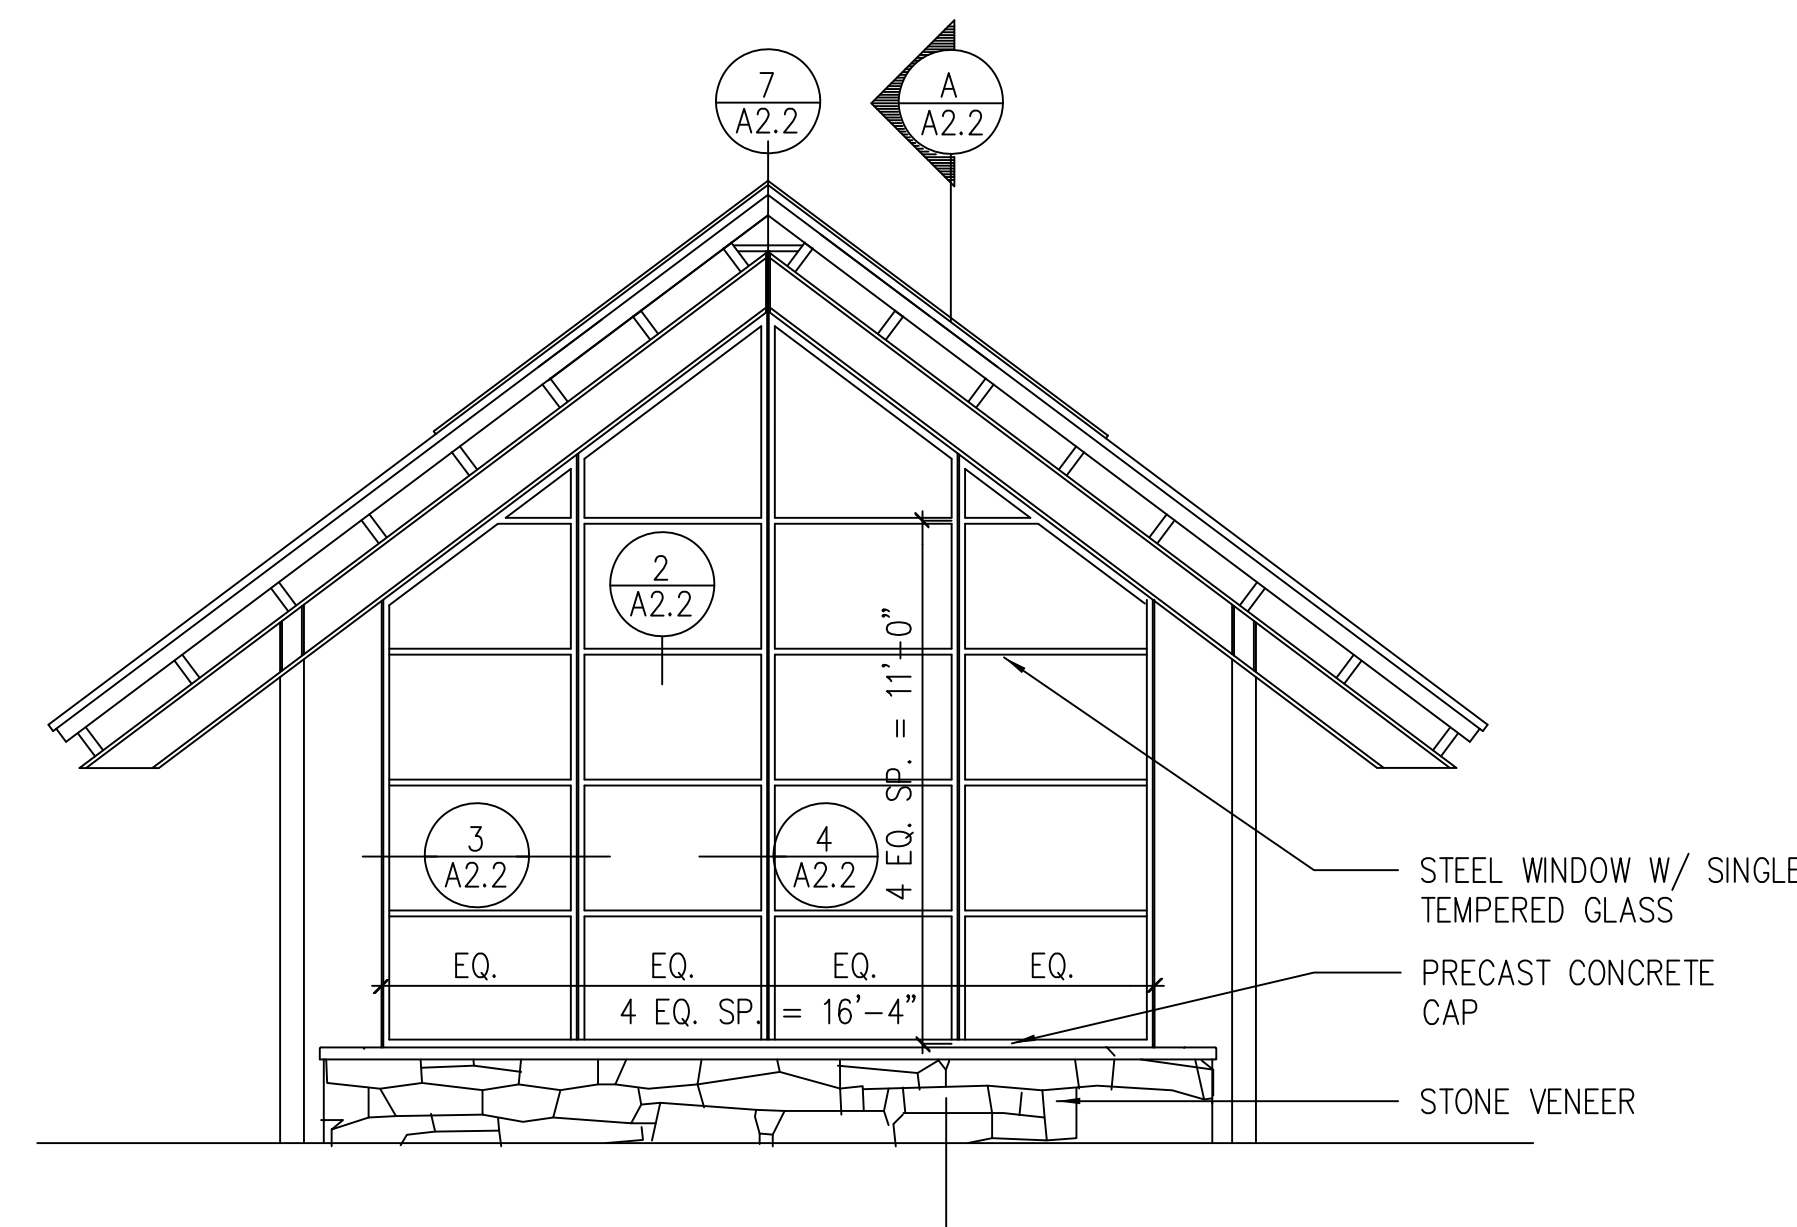 7
A2.2
A
A2.2
2
A2.2
4 EQ. SP. = 11'-0"
3
A2.2
4
A2.2
STEEL WINDOW W/ SINGLE
TEMPERED GLASS
EQ. EQ. EQ. EQ.
4 EQ. SP. = 16'-4"
PRECAST CONCRETE
CAP
STONE VENEER